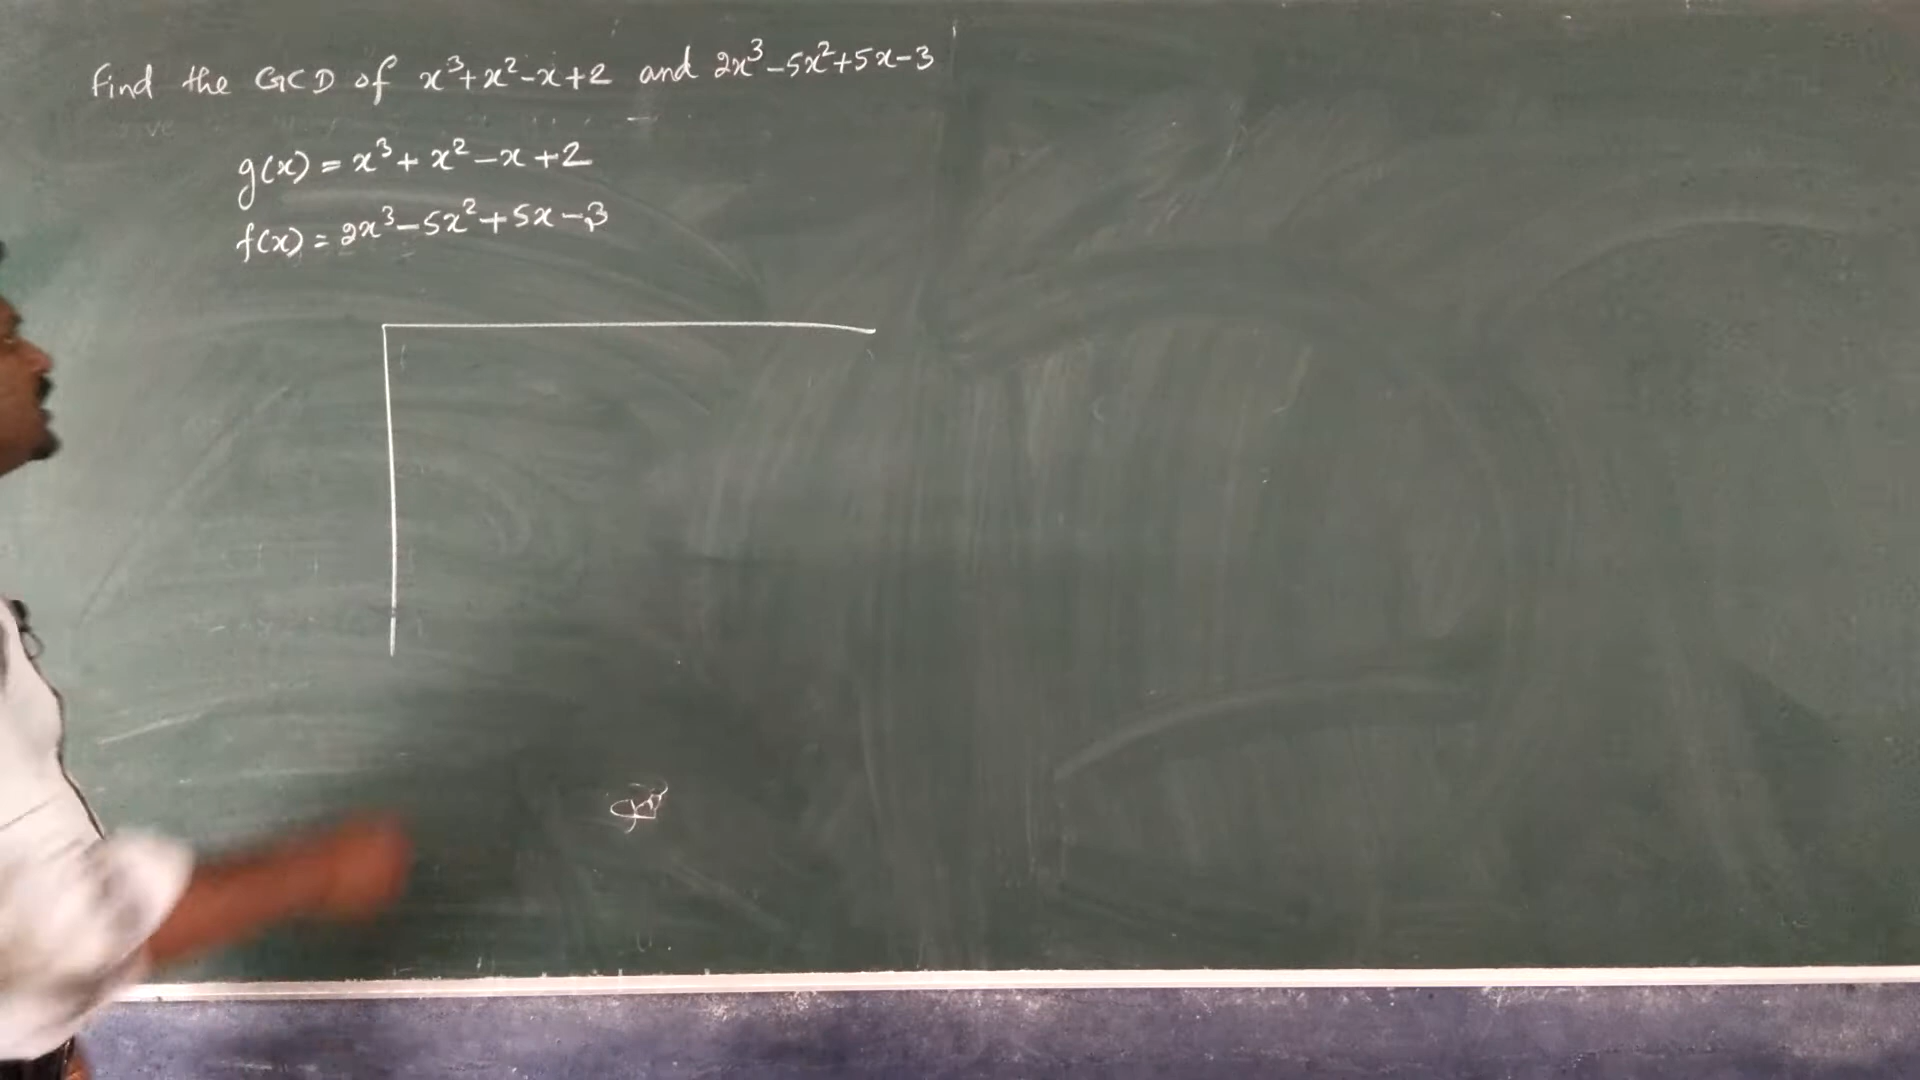 Find the GCD of x³+x²-x+2 and 2x³-5x²+5x-3
g(x) = x³+x²-x+2
f(x) = 2x³-5x²+5x-3